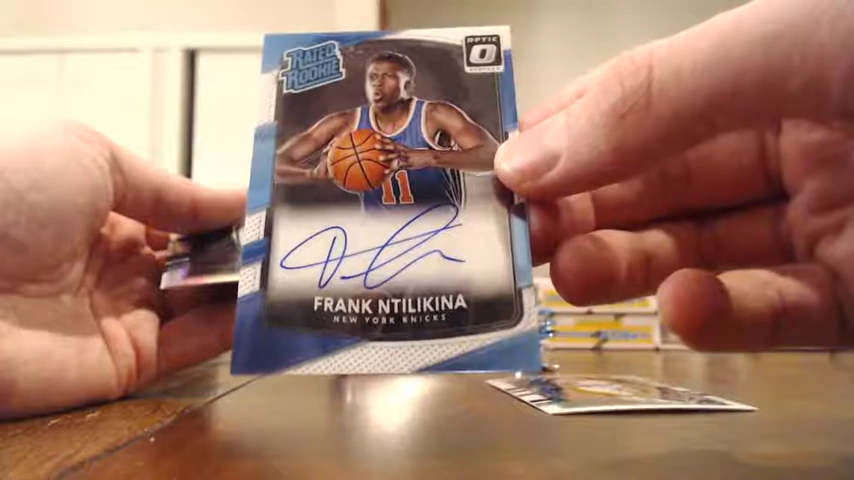 RATED
ROOKIE
OPTIC
11
FRANK NTILIKINA
NEW YORK KNICKS